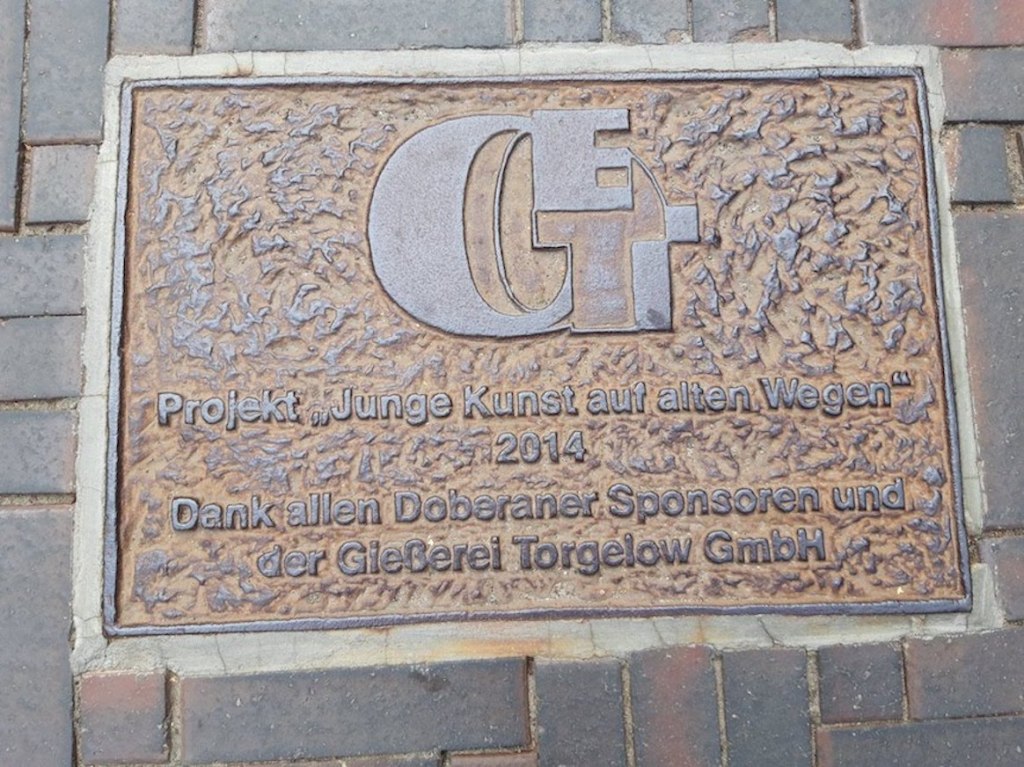 Projekt „Junge Kunst auf alten Wegen“
2014
Dank allen Doberaner Sponsoren und
der Gießerei Torgelow GmbH